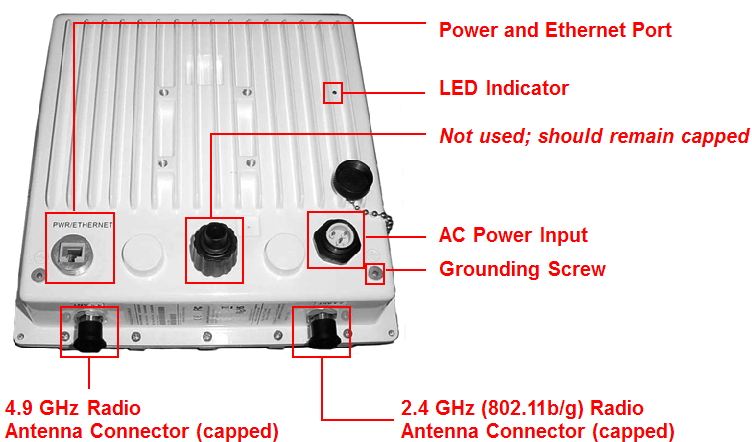 Power and Ethernet Port
LED Indicator
Not used; should remain capped
PWR/ETHERNET
AC Power Input
Grounding Screw
4.9 GHz Radio
Antenna Connector (capped)
2.4 GHz (802.11b/g) Radio
Antenna Connector (capped)